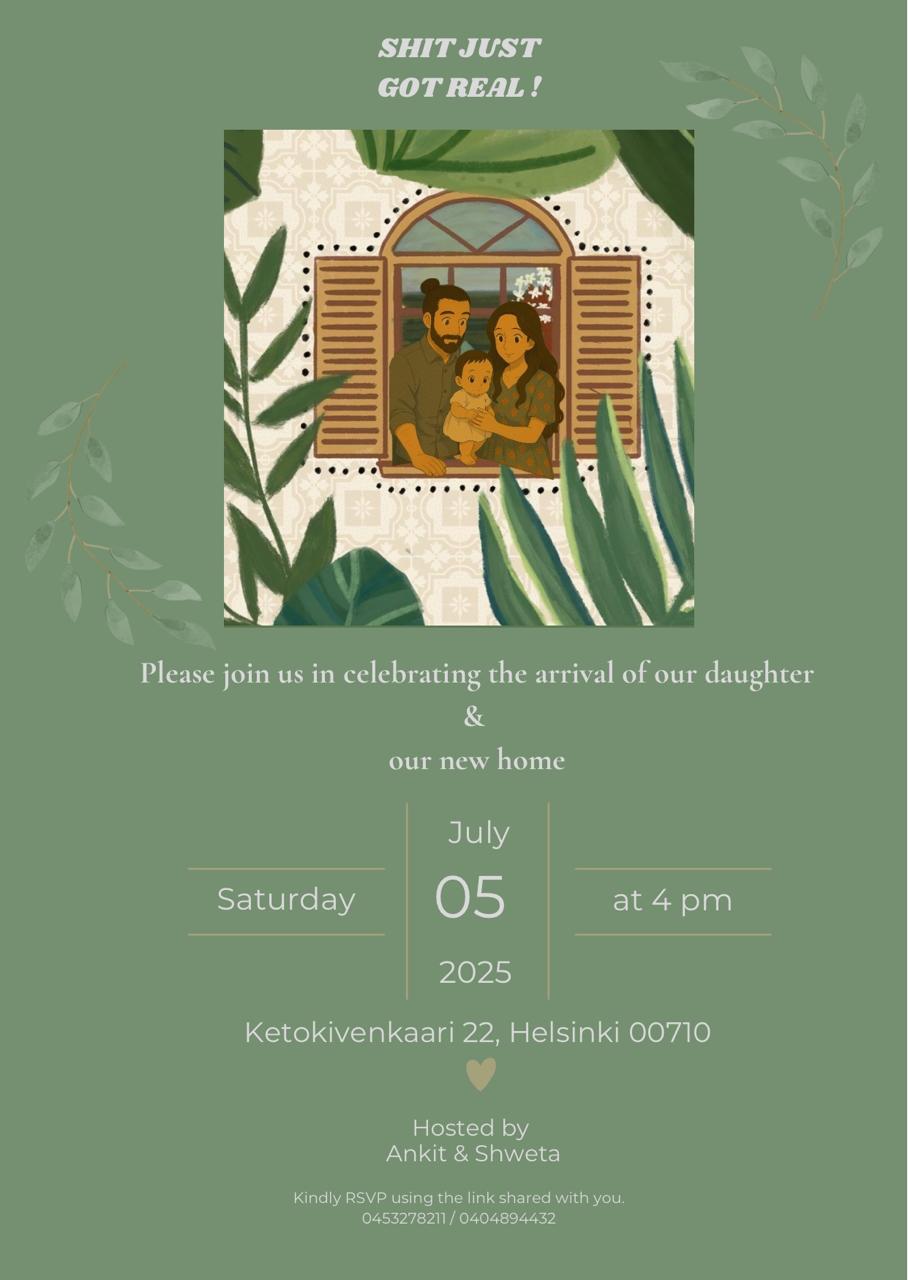 SHIT JUST
GOT REAL !
Please join us in celebrating the arrival of our daughter
&
our new home
July
Saturday 05 at 4 pm
2025
Ketokivenkaari 22, Helsinki 00710
Hosted by
Ankit & Shweta
Kindly RSVP using the link shared with you.
0453278211 / 0404894432